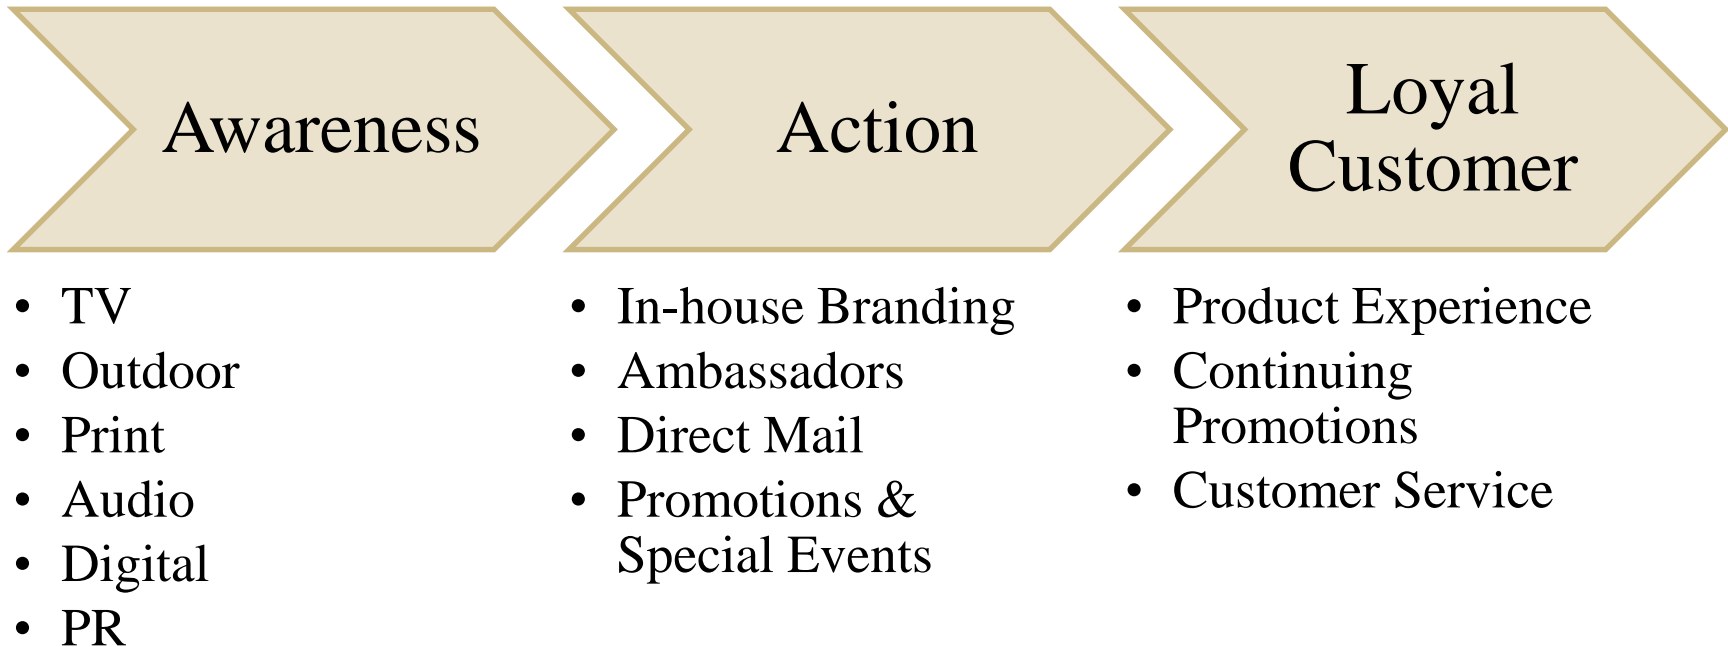 Awareness
• TV
• Outdoor
• Print
• Audio
• Digital
• PR
Action
• In-house Branding
• Ambassadors
• Direct Mail
• Promotions &
Special Events
Loyal
Customer
• Product Experience
• Continuing
Promotions
• Customer Service